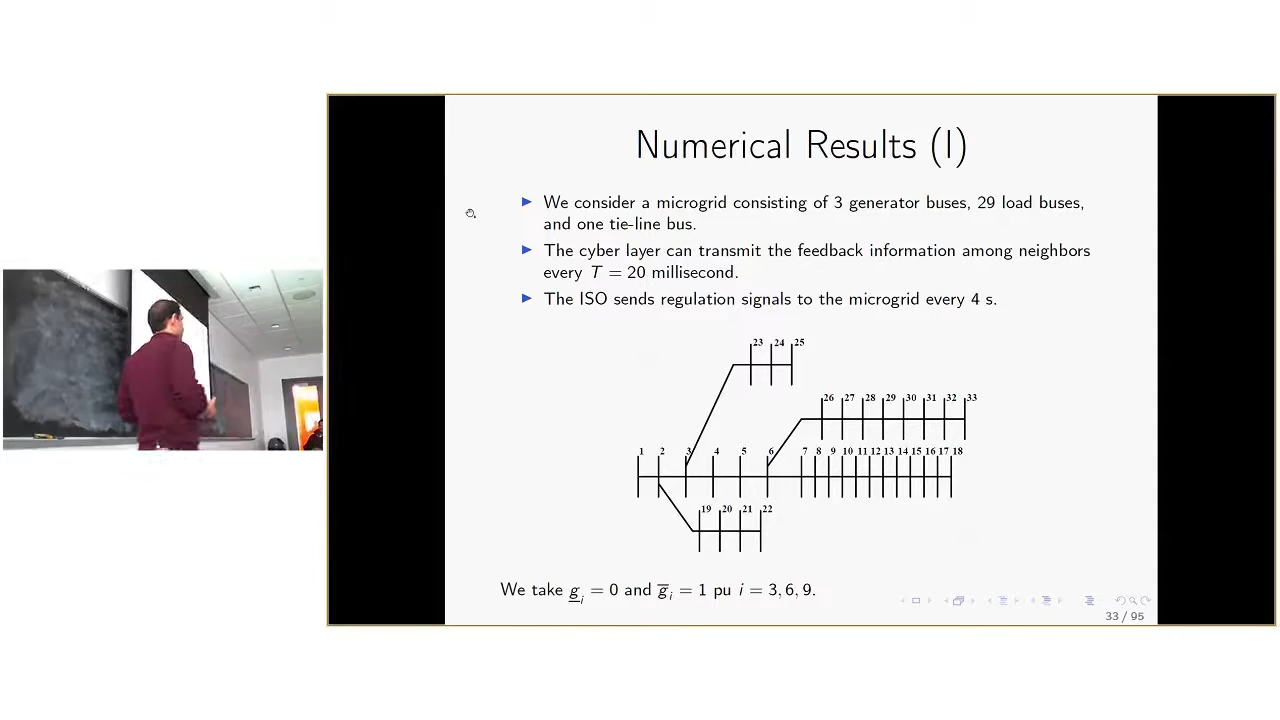 Numerical Results (I)
We consider a microgrid consisting of 3 generator buses, 29 load buses,
and one tie-line bus.
The cyber layer can transmit the feedback information among neighbors
every T = 20 millisecond.
The ISO sends regulation signals to the microgrid every 4 s.
23 24 25
26 27 28 29 30 31 32 33
1 2 3 4 5 6 7 8 9 10 11 12 13 14 15 16 17 18
19 20 21 22
We take g̲ᵢ = 0 and g̅ᵢ = 1 pu i = 3, 6, 9.
33 / 95